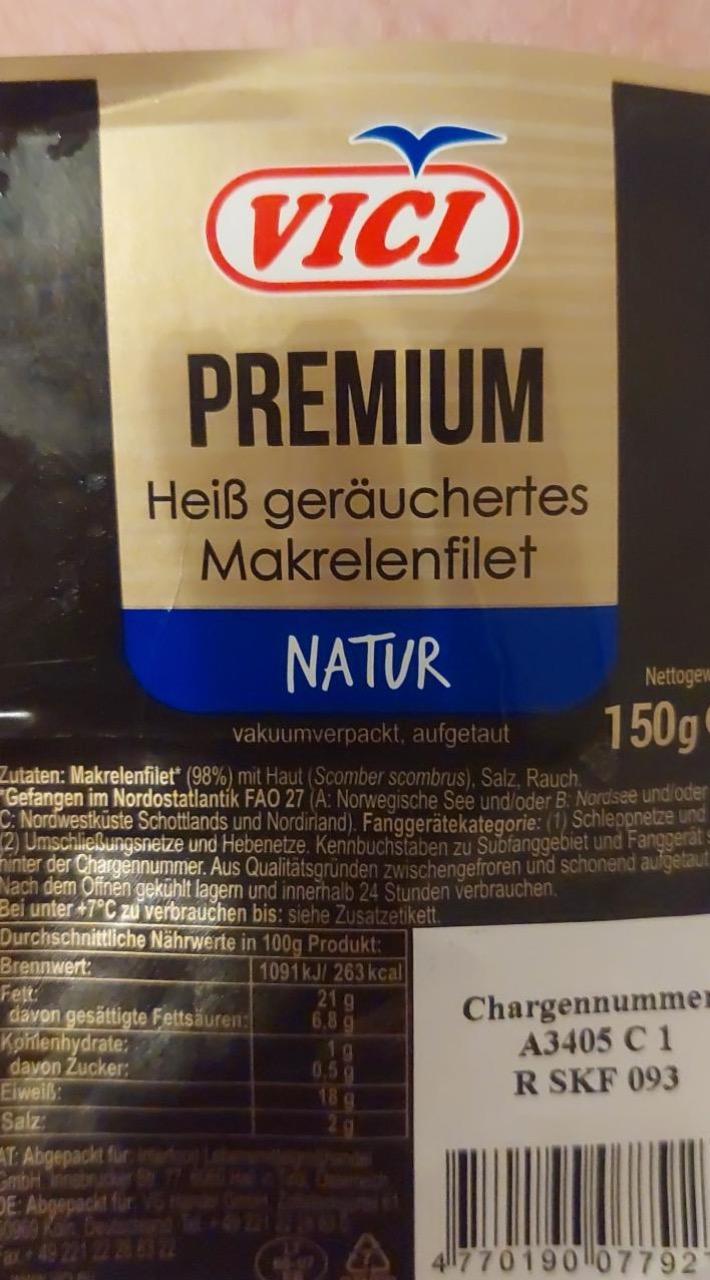 VICI
PREMIUM
Heiß geräuchertes
Makrelenfilet
NATUR
vakuumverpackt, aufgetaut
150g
Zutaten: Makrelenfilet* (98%) mit Haut (Scomber scombrus), Salz, Rauch.
*Gefangen im Nordostatlantik FAO 27 (A: Norwegische See und/oder B: Nordsee und/oder
C: Nordwestküste Schottlands und Nordirland). Fanggerätekategorie: (1) Schleppnetze und
(2) Umschließungsnetze und Hebenetze. Kennbuchstaben zu Subfanggebiet und Fanggerät s
hinter der Chargennummer. Aus Qualitätsgründen zwischengefroren und schonend aufgetaut
Nach dem Öffnen gekühlt lagern und innerhalb 24 Stunden verbrauchen.
Bei unter +7°C zu verbrauchen bis: siehe Zusatzetikett.
Durchschnittliche Nährwerte in 100g Produkt:
Brennwert: 1091 kJ/ 263 kcal
Fett: 21 g
davon gesättigte Fettsäuren: 6,8 g
Kohlenhydrate: 1 g
davon Zucker: 0,5 g
Eiweiß: 18 g
Salz: 2 g
Chargennummer
A3405 C 1
R SKF 093
AT: Abgepackt für
GmbH
DE: Abgepackt für
4 770190 07792